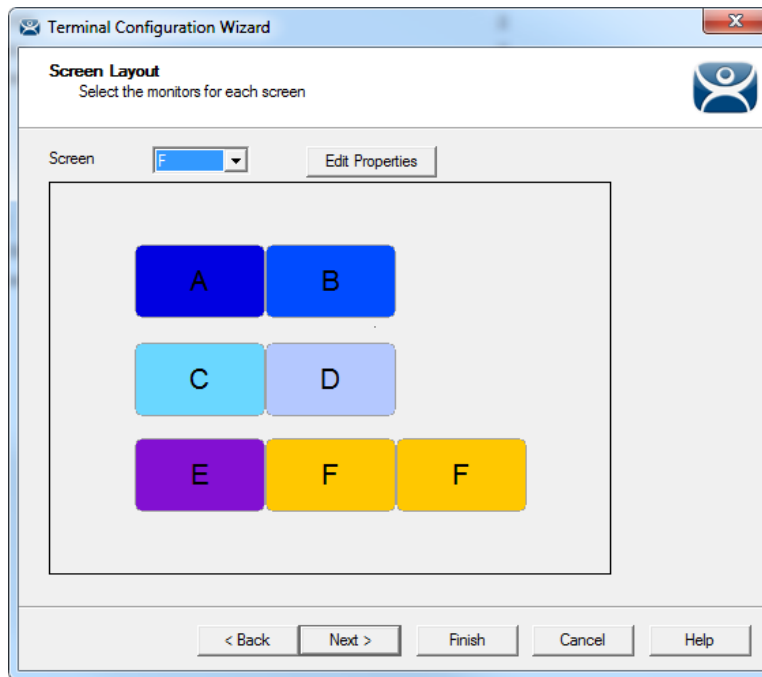 Terminal Configuration Wizard
Screen Layout
Select the monitors for each screen
Screen F Edit Properties
A B
C D
E F F
< Back Next > Finish Cancel Help